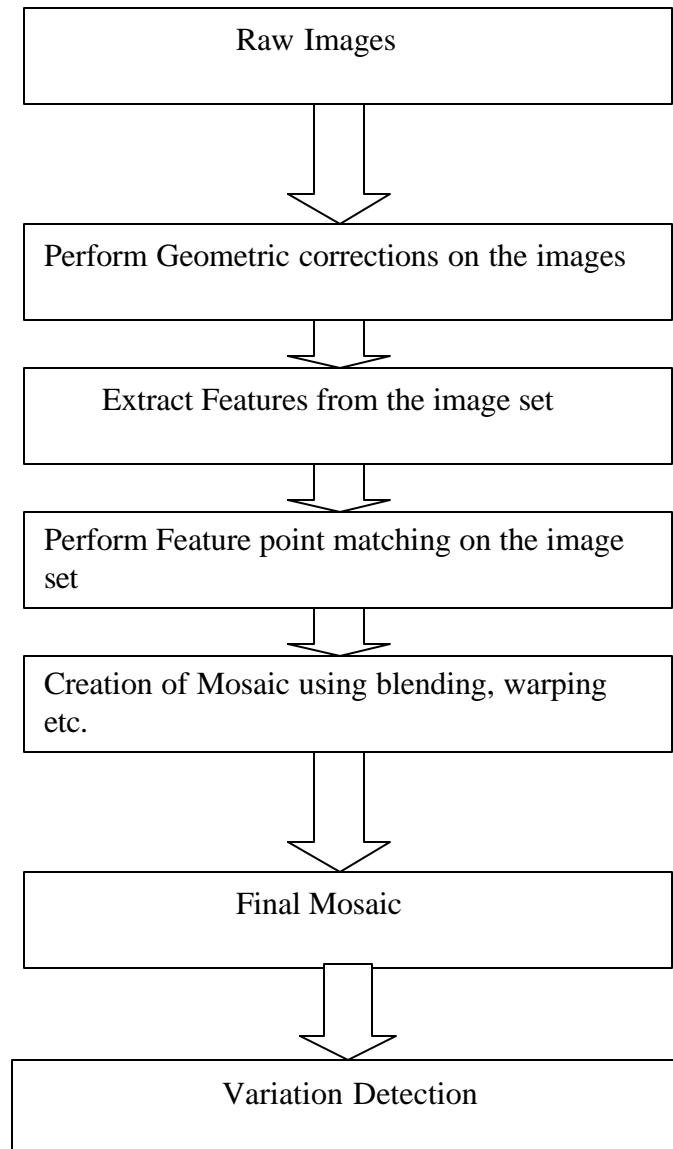 Raw Images
Perform Geometric corrections on the images
Extract Features from the image set
Perform Feature point matching on the image
set
Creation of Mosaic using blending, warping
etc.
Final Mosaic
Variation Detection